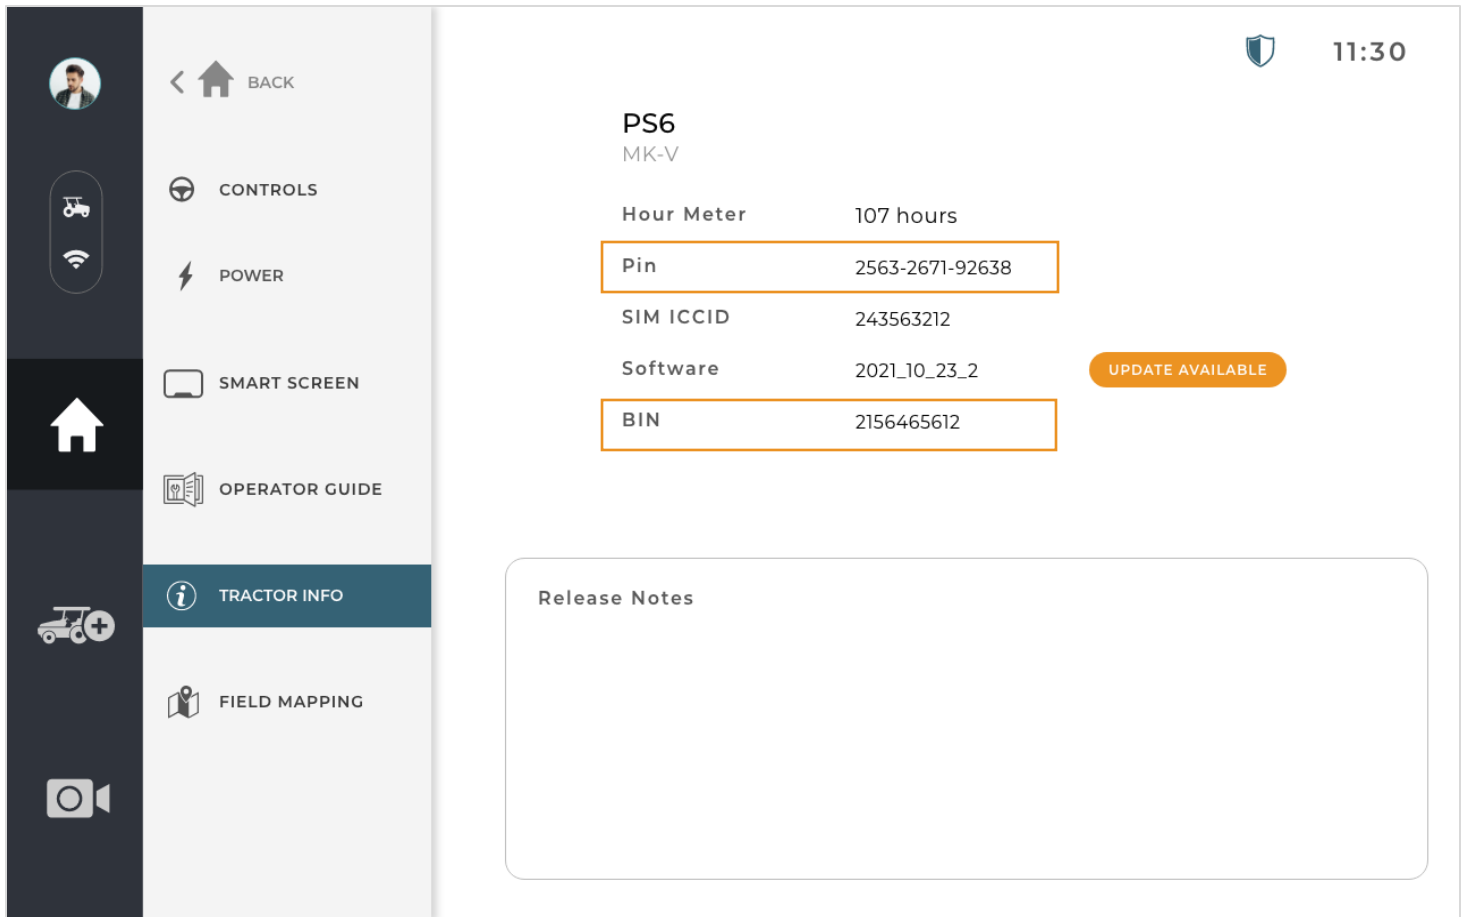 11:30
BACK
CONTROLS
POWER
SMART SCREEN
OPERATOR GUIDE
TRACTOR INFO
FIELD MAPPING
PS6
MK-V
Hour Meter 107 hours
Pin 2563-2671-92638
SIM ICCID 243563212
Software 2021_10_23_2 UPDATE AVAILABLE
BIN 2156465612
Release Notes